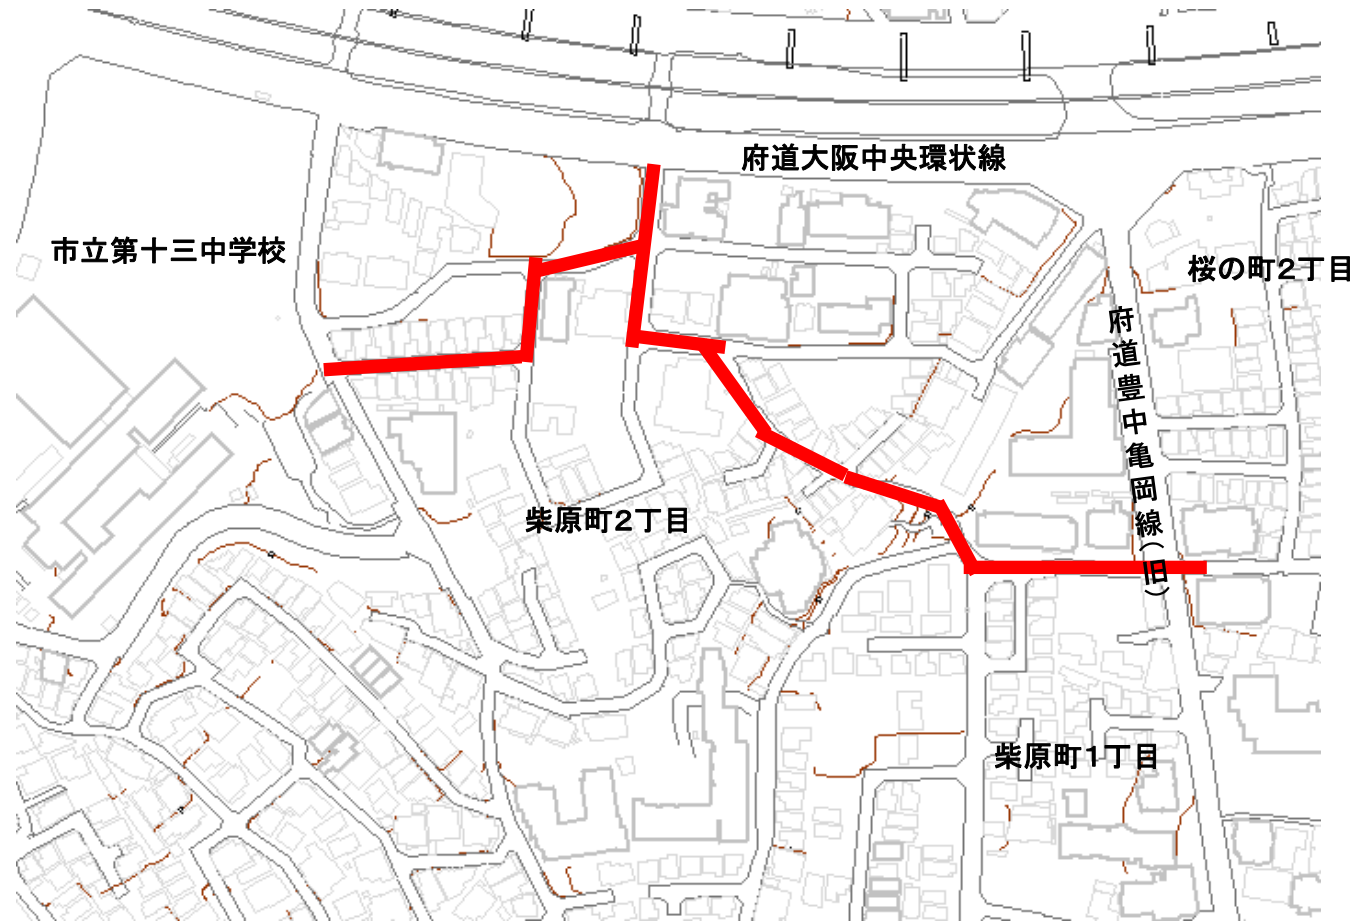 府道大阪中央環状線
市立第十三中学校
桜の町2丁目
府道豊中亀岡線(旧)
柴原町2丁目
柴原町1丁目